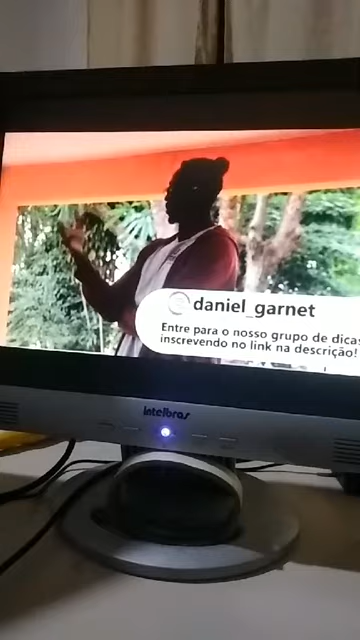 daniel_garnet
Entre para o nosso grupo de dicas
inscrevendo no link na descrição!
intelbras